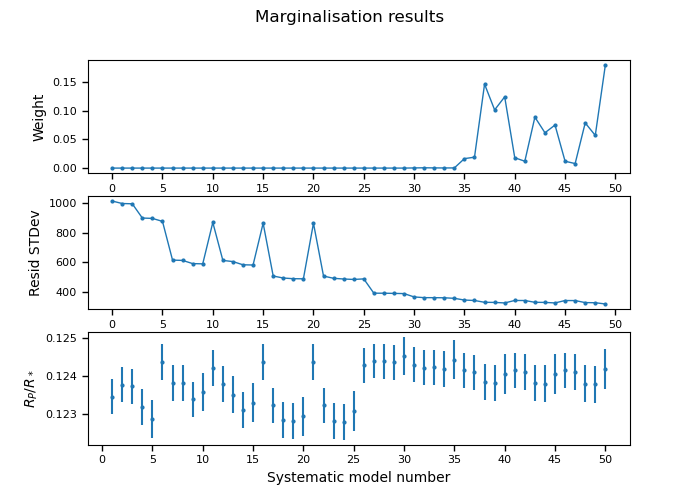 Marginalisation results
Weight
0.15
0.10
0.05
0.00
0 5 10 15 20 25 30 35 40 45 50
Resid STDev
1000
800
600
400
0 5 10 15 20 25 30 35 40 45 50
R_P/R_*
0.125
0.124
0.123
0 5 10 15 20 25 30 35 40 45 50
Systematic model number